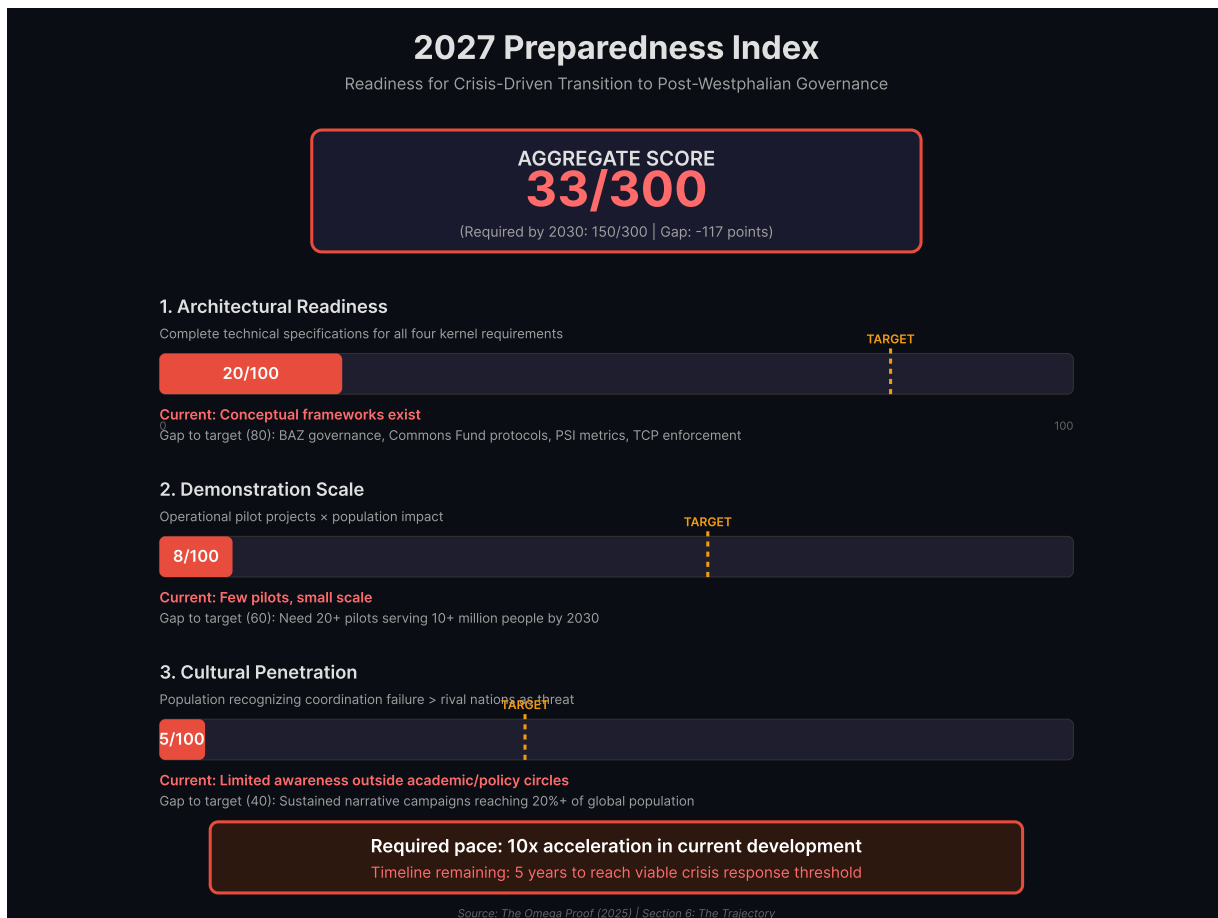 2027 Preparedness Index
Readiness for Crisis-Driven Transition to Post-Westphalian Governance
AGGREGATE SCORE
33/300
(Required by 2030: 150/300 | Gap: -117 points)
1. Architectural Readiness
Complete technical specifications for all four kernel requirements
TARGET
20/100
Current: Conceptual frameworks exist
0
100
Gap to target (80): BAZ governance, Commons Fund protocols, PSI metrics, TCP enforcement
2. Demonstration Scale
Operational pilot projects × population impact
TARGET
8/100
Current: Few pilots, small scale
Gap to target (60): Need 20+ pilots serving 10+ million people by 2030
3. Cultural Penetration
Population recognizing coordination failure > rival nations as threat
TARGET
5/100
Current: Limited awareness outside academic/policy circles
Gap to target (40): Sustained narrative campaigns reaching 20%+ of global population
Required pace: 10x acceleration in current development
Timeline remaining: 5 years to reach viable crisis response threshold
Source: The Omega Proof (2025) | Section 6: The Trajectory